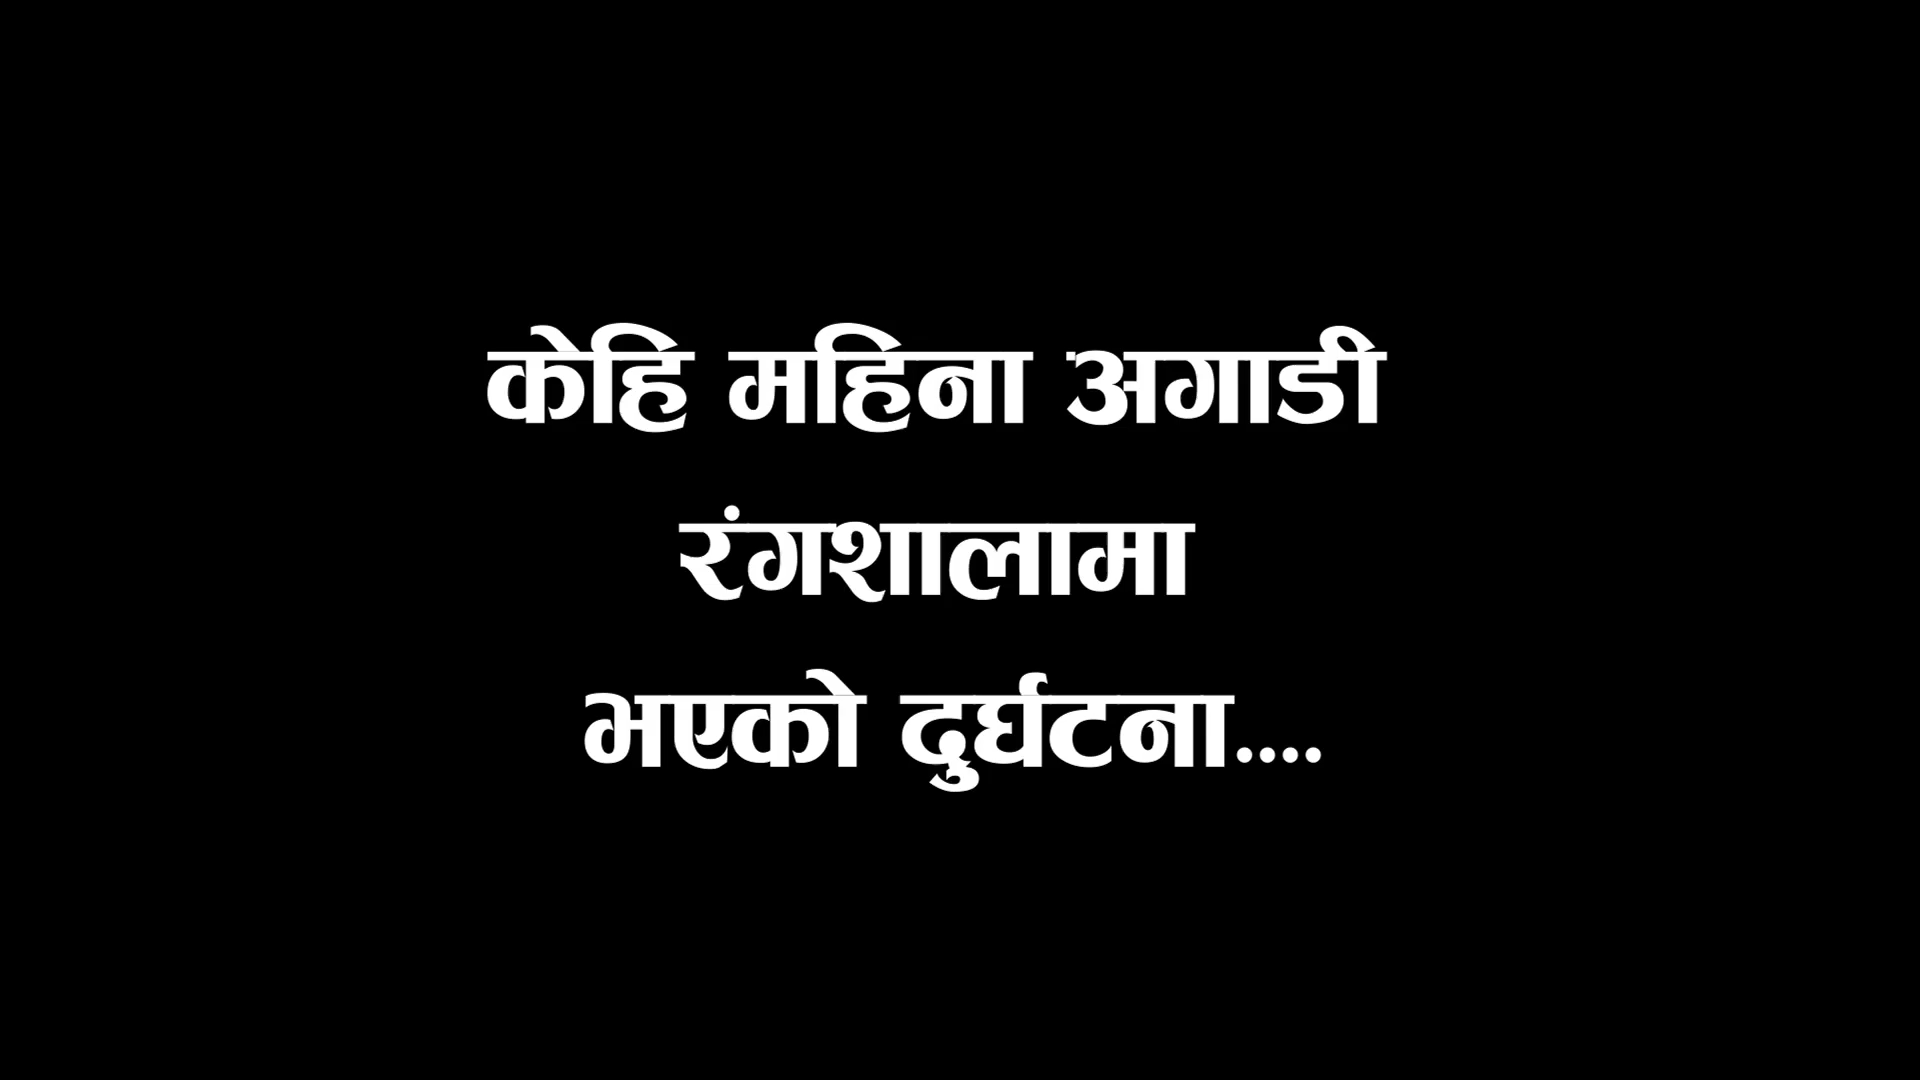 केहि महिना अगाडी
रंगशालामा
भएको दुर्घटना....